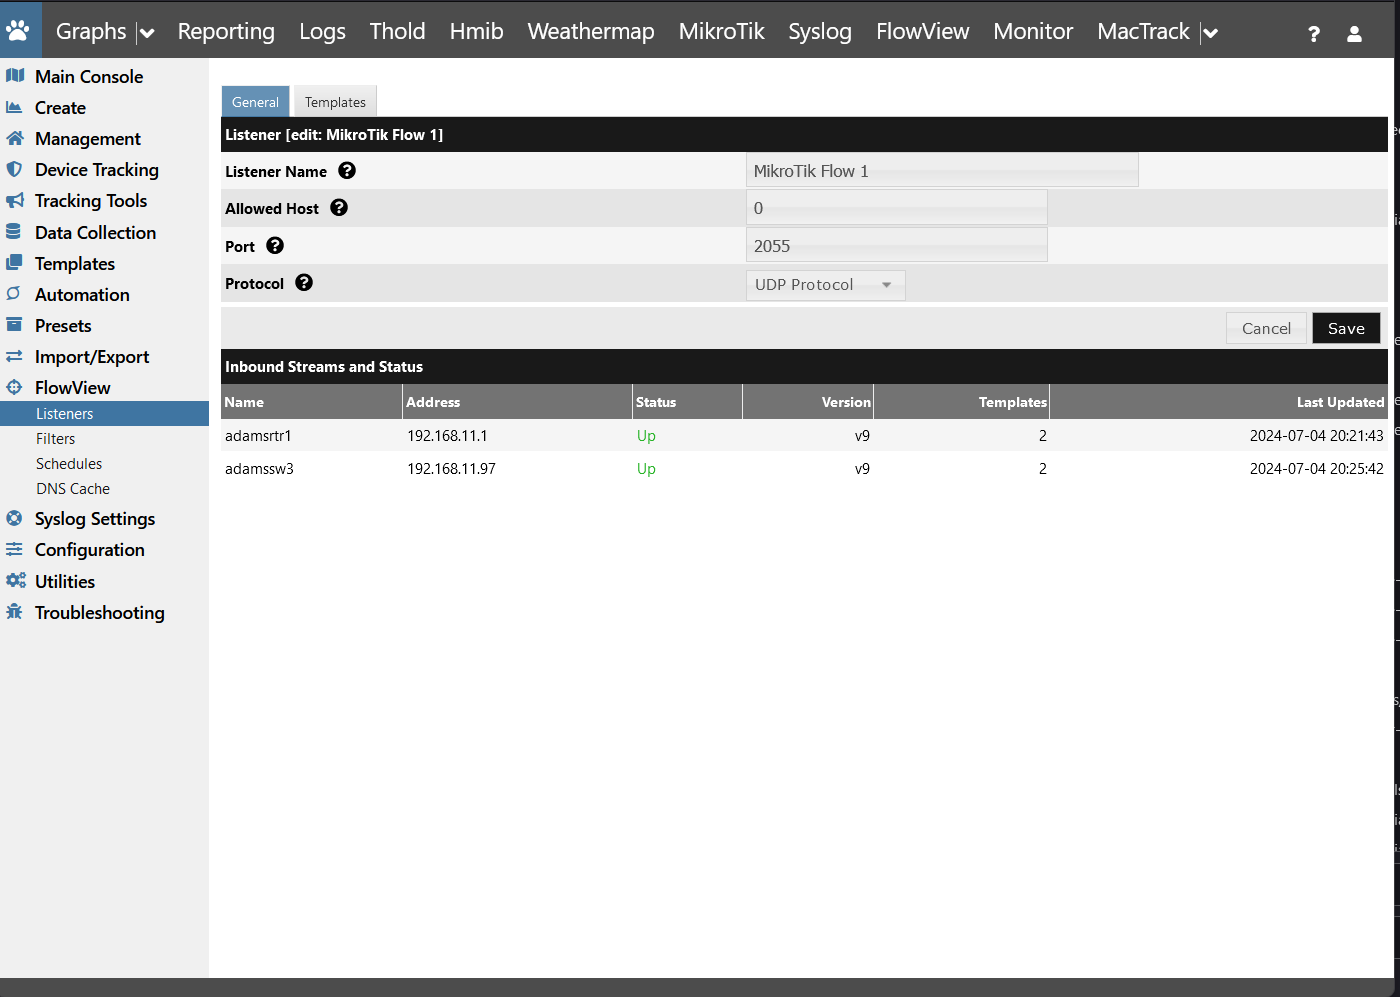 Graphs Reporting Logs Thold Hmib Weathermap MikroTik Syslog FlowView Monitor MacTrack ?
Main Console
Create
Management
Device Tracking
Tracking Tools
Data Collection
Templates
Automation
Presets
Import/Export
FlowView
Listeners
Filters
Schedules
DNS Cache
Syslog Settings
Configuration
Utilities
Troubleshooting
General Templates
Listener [edit: MikroTik Flow 1]
Listener Name ? MikroTik Flow 1
Allowed Host ? 0
Port ? 2055
Protocol ? UDP Protocol
Cancel Save
Inbound Streams and Status
Name Address Status Version Templates Last Updated
adamsrtr1 192.168.11.1 Up v9 2 2024-07-04 20:21:43
adamssw3 192.168.11.97 Up v9 2 2024-07-04 20:25:42